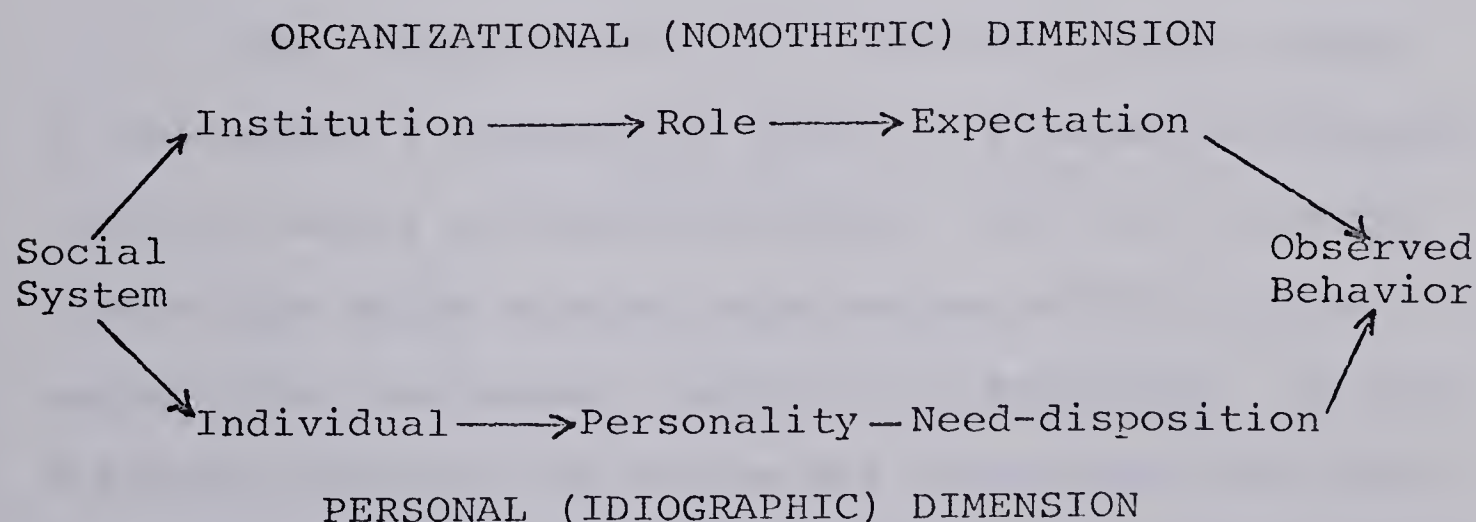 ORGANIZATIONAL (NOMOTHETIC) DIMENSION
Institution → Role → Expectation
Social
System
Observed
Behavior
Individual → Personality — Need-disposition
PERSONAL (IDIOGRAPHIC) DIMENSION